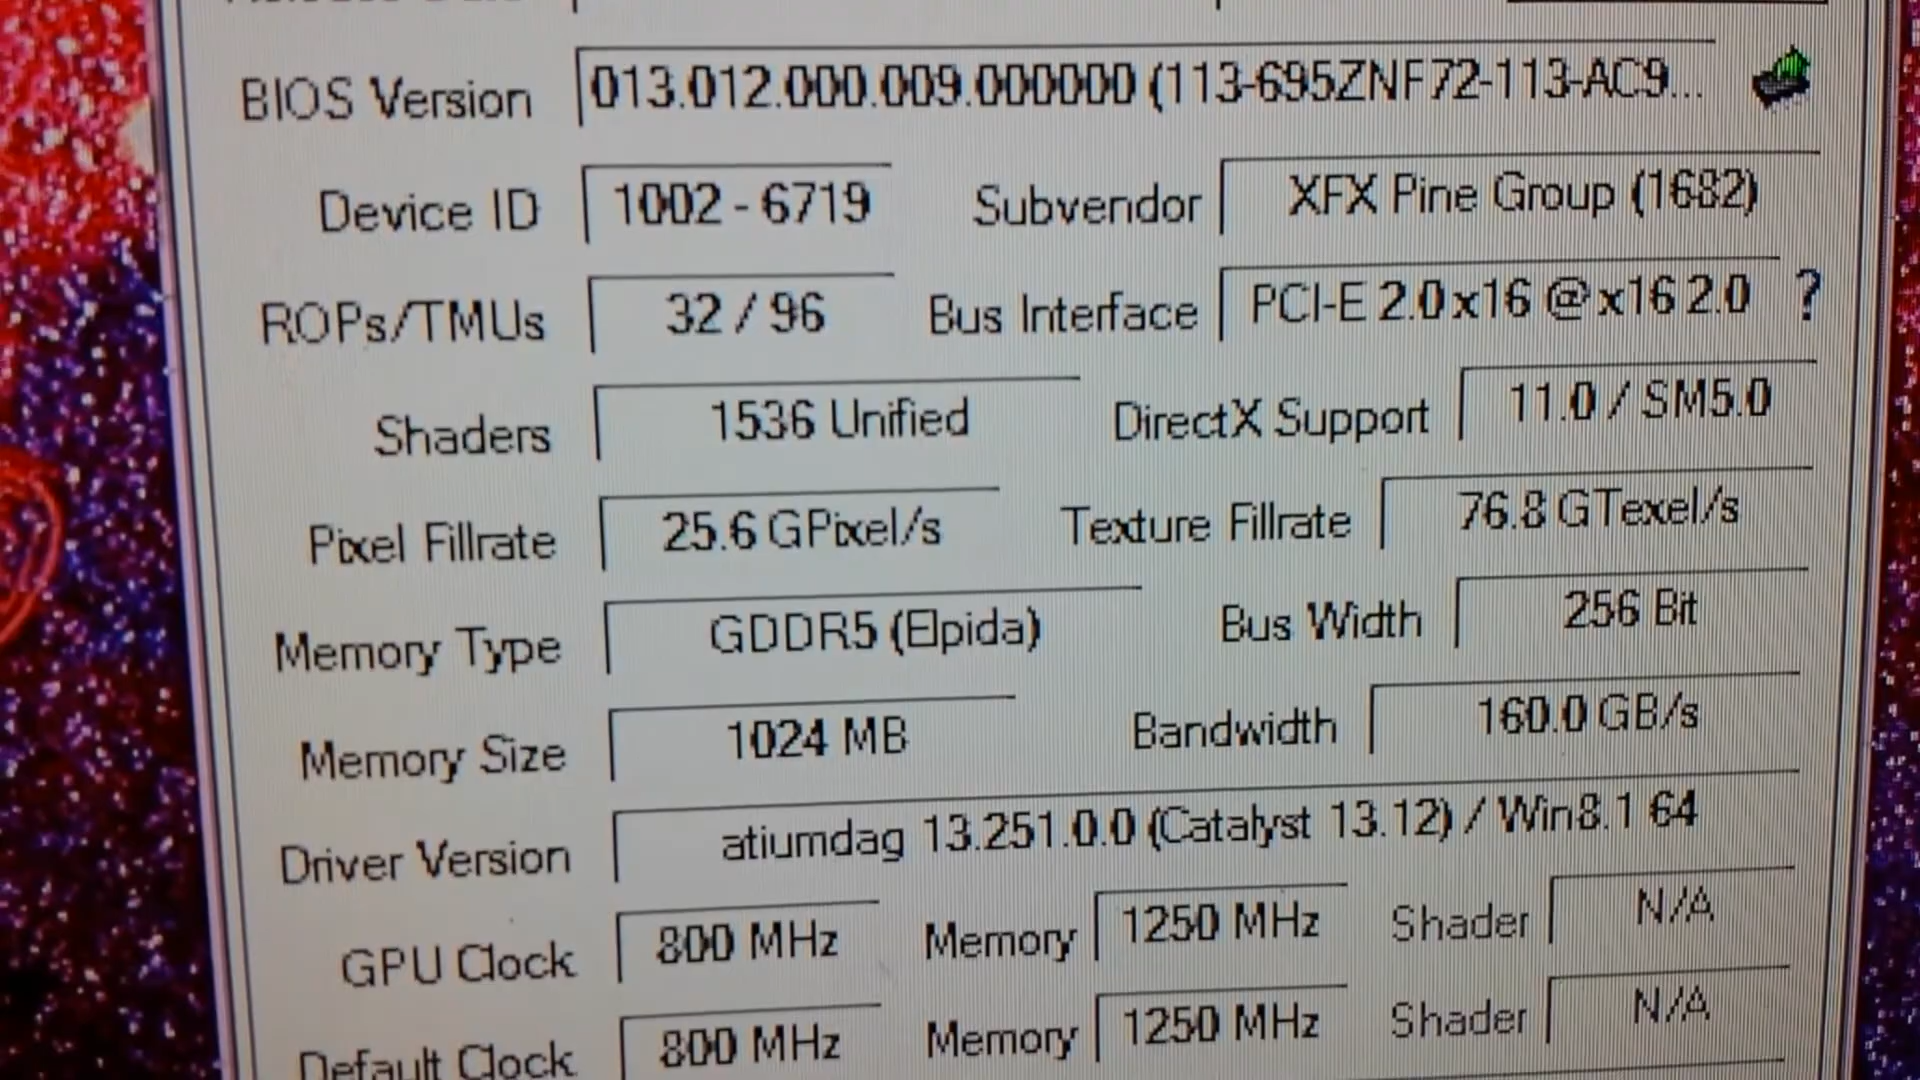 BIOS Version 013.012.000.009.000000 (113-695ZNF72-113-AC9...
Device ID 1002 - 6719 Subvendor XFX Pine Group (1682)
ROPs/TMUs 32 / 96 Bus Interface PCI-E 2.0 x16 @ x16 2.0 ?
Shaders 1536 Unified DirectX Support 11.0 / SM5.0
Pixel Fillrate 25.6 GPixel/s Texture Fillrate 76.8 GTexel/s
Memory Type GDDR5 (Elpida) Bus Width 256 Bit
Memory Size 1024 MB Bandwidth 160.0 GB/s
Driver Version atiumdag 13.251.0.0 (Catalyst 13.12) / Win8.1 64
GPU Clock 800 MHz Memory 1250 MHz Shader N/A
Default Clock 800 MHz Memory 1250 MHz Shader N/A